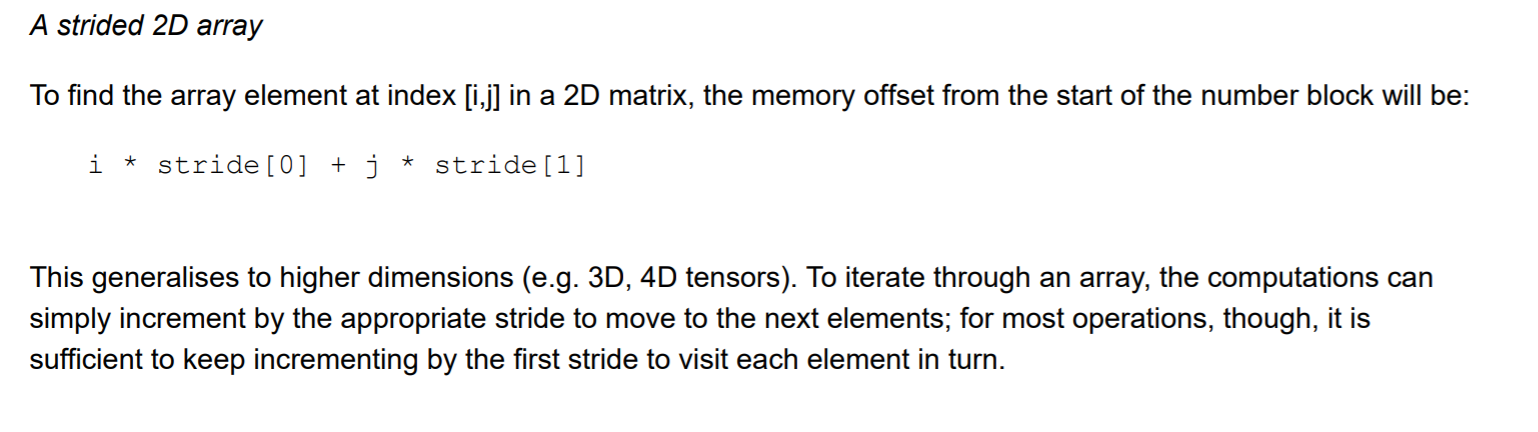 A strided 2D array
To find the array element at index [i,j] in a 2D matrix, the memory offset from the start of the number block will be:
i * stride[0] + j * stride[1]
This generalises to higher dimensions (e.g. 3D, 4D tensors). To iterate through an array, the computations can
simply increment by the appropriate stride to move to the next elements; for most operations, though, it is
sufficient to keep incrementing by the first stride to visit each element in turn.